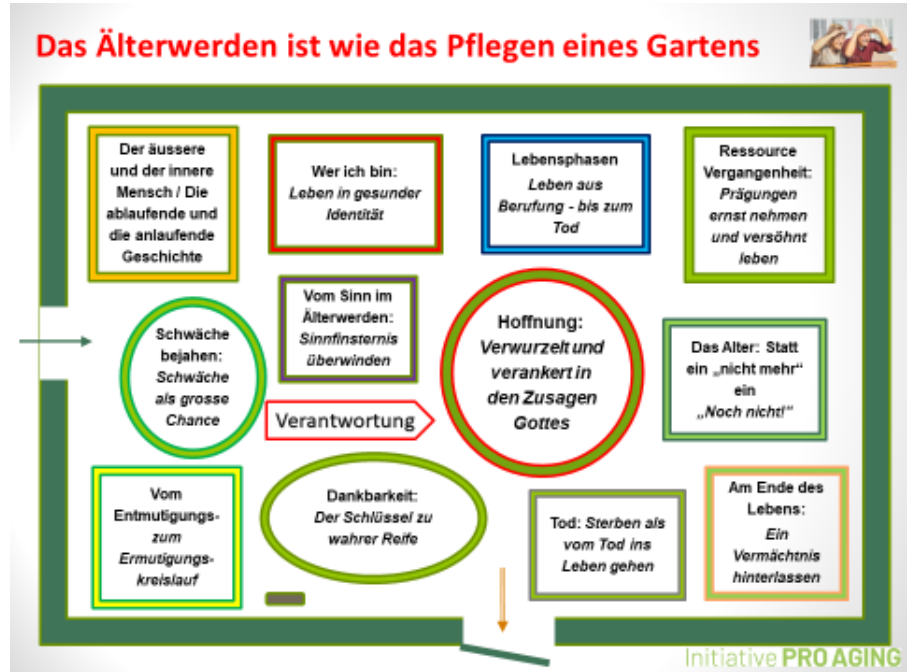 Das Älterwerden ist wie das Pflegen eines Gartens
Der äussere
und der innere
Mensch / Die
ablaufende und
die anlaufende
Geschichte
Wer ich bin:
Leben in gesunder
Identität
Lebensphasen
Leben aus
Berufung - bis zum
Tod
Ressource
Vergangenheit:
Prägungen
ernst nehmen
und versöhnt
leben
Schwäche
bejahen:
Schwäche
als grosse
Chance
Vom Sinn im
Älterwerden:
Sinnfinsternis
überwinden
Verantwortung
Hoffnung:
Verwurzelt und
verankert in
den Zusagen
Gottes
Das Alter: Statt
ein „nicht mehr“
ein
„Noch nicht!“
Vom
Entmutigungs-
zum
Ermutigungs-
kreislauf
Dankbarkeit:
Der Schlüssel zu
wahrer Reife
Tod: Sterben als
vom Tod ins
Leben gehen
Am Ende des
Lebens:
Ein
Vermächtnis
hinterlassen
Initiative PRO AGING